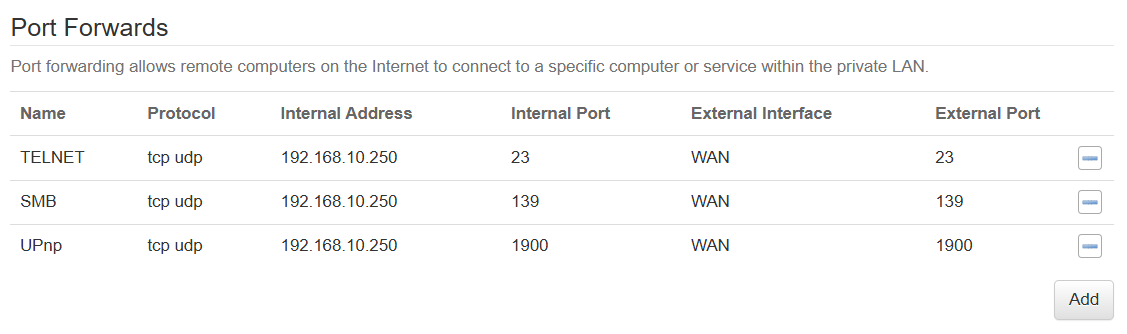 Port Forwards
Port forwarding allows remote computers on the Internet to connect to a specific computer or service within the private LAN.
Name Protocol Internal Address Internal Port External Interface External Port
TELNET tcp udp 192.168.10.250 23 WAN 23
SMB tcp udp 192.168.10.250 139 WAN 139
UPnp tcp udp 192.168.10.250 1900 WAN 1900
Add